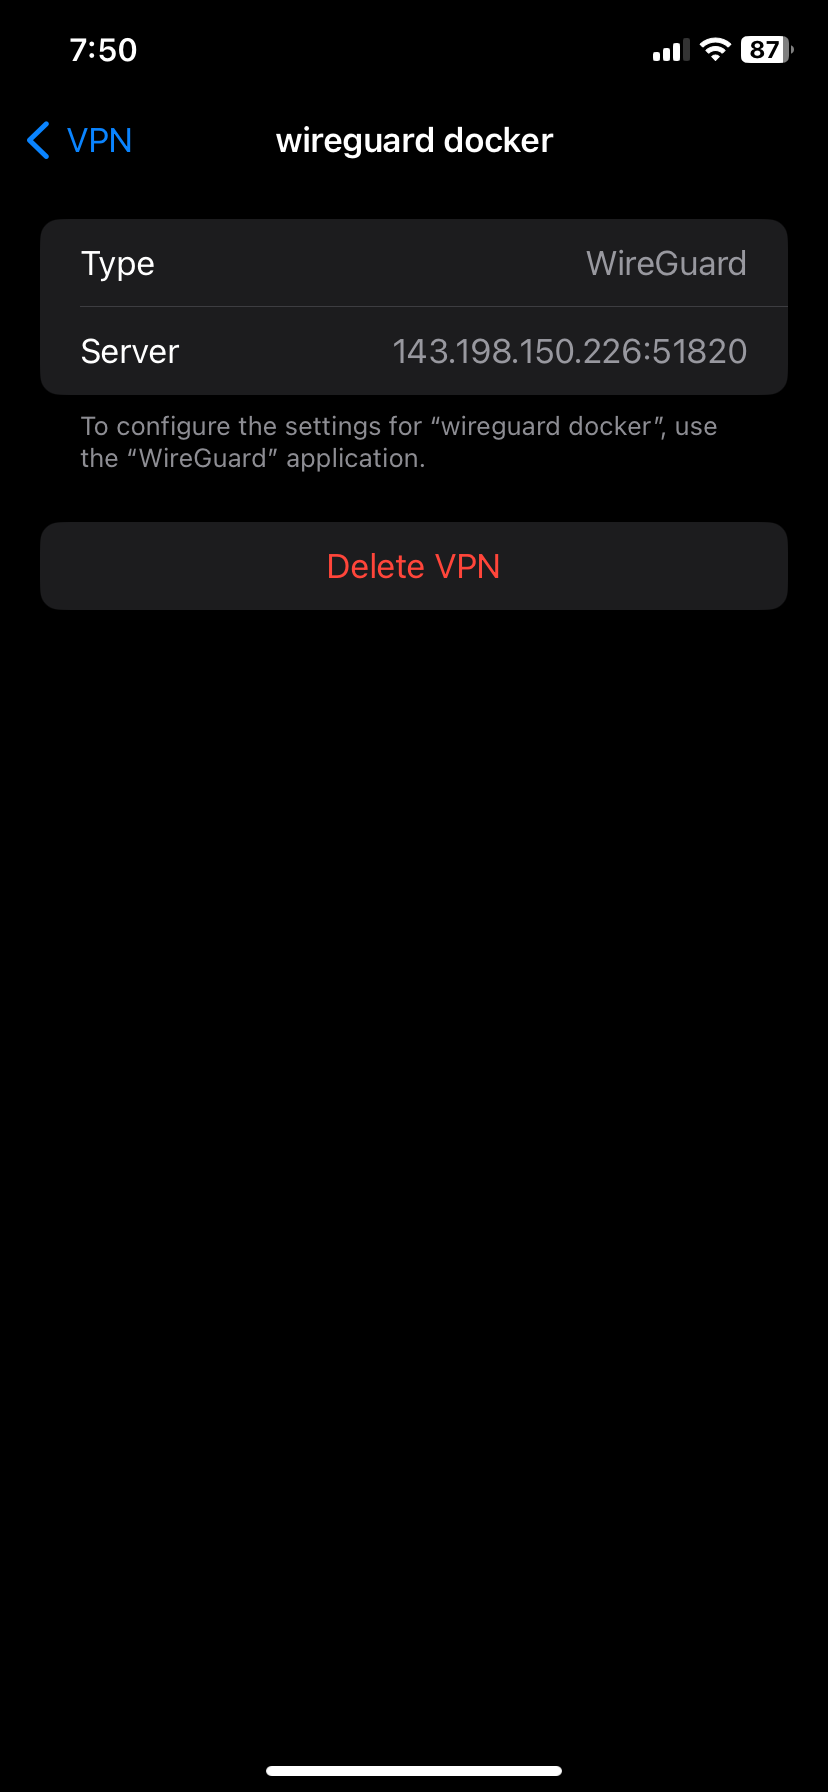 7:50
87
VPN
wireguard docker
Type
WireGuard
Server
143.198.150.226:51820
To configure the settings for “wireguard docker”, use
the “WireGuard” application.
Delete VPN